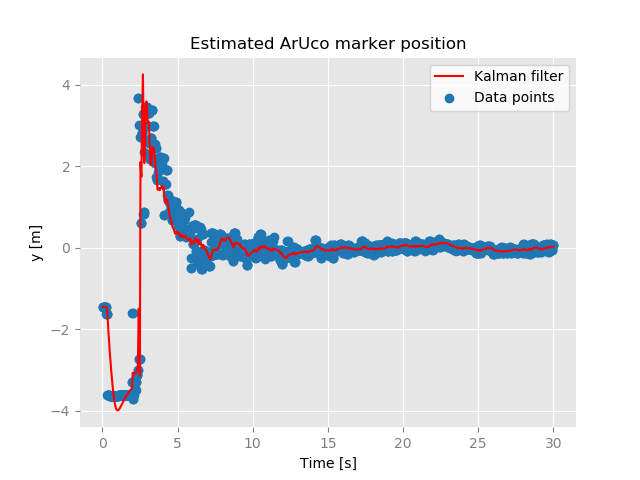 Estimated ArUco marker position
Kalman filter
Data points
y [m]
4
2
0
−2
−4
0
5
10
15
20
25
30
Time [s]